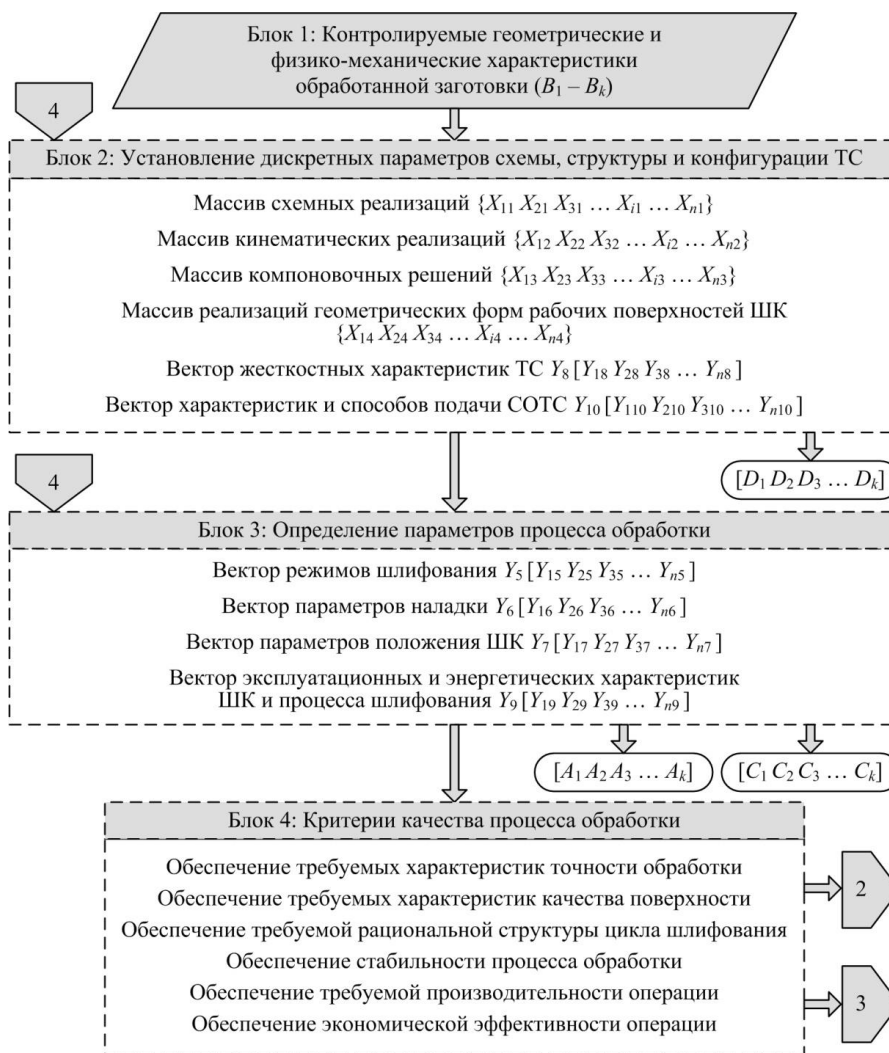 Блок 1: Контролируемые геометрические и
физико-механические характеристики
обработанной заготовки (B₁ – Bₖ)
4
Блок 2: Установление дискретных параметров схемы, структуры и конфигурации ТС
Массив схемных реализаций {X₁₁ X₂₁ X₃₁ … Xᵢ₁ … Xₙ₁}
Массив кинематических реализаций {X₁₂ X₂₂ X₃₂ … Xᵢ₂ … Xₙ₂}
Массив компоновочных решений {X₁₃ X₂₃ X₃₃ … Xᵢ₃ … Xₙ₃}
Массив реализаций геометрических форм рабочих поверхностей ШК
{X₁₄ X₂₄ X₃₄ … Xᵢ₄ … Xₙ₄}
Вектор жесткостных характеристик ТС Y₈ [Y₁₈ Y₂₈ Y₃₈ … Yₙ₈]
Вектор характеристик и способов подачи СОТС Y₁₀ [Y₁₁₀ Y₂₁₀ Y₃₁₀ … Yₙ₁₀]
4
[D₁ D₂ D₃ … Dₖ]
Блок 3: Определение параметров процесса обработки
Вектор режимов шлифования Y₅ [Y₁₅ Y₂₅ Y₃₅ … Yₙ₅]
Вектор параметров наладки Y₆ [Y₁₆ Y₂₆ Y₃₆ … Yₙ₆]
Вектор параметров положения ШК Y₇ [Y₁₇ Y₂₇ Y₃₇ … Yₙ₇]
Вектор эксплуатационных и энергетических характеристик
ШК и процесса шлифования Y₉ [Y₁₉ Y₂₉ Y₃₉ … Yₙ₉]
[A₁ A₂ A₃ … Aₖ]
[C₁ C₂ C₃ … Cₖ]
Блок 4: Критерии качества процесса обработки
Обеспечение требуемых характеристик точности обработки
Обеспечение требуемых характеристик качества поверхности
Обеспечение требуемой рациональной структуры цикла шлифования
Обеспечение стабильности процесса обработки
Обеспечение требуемой производительности операции
Обеспечение экономической эффективности операции
2
3